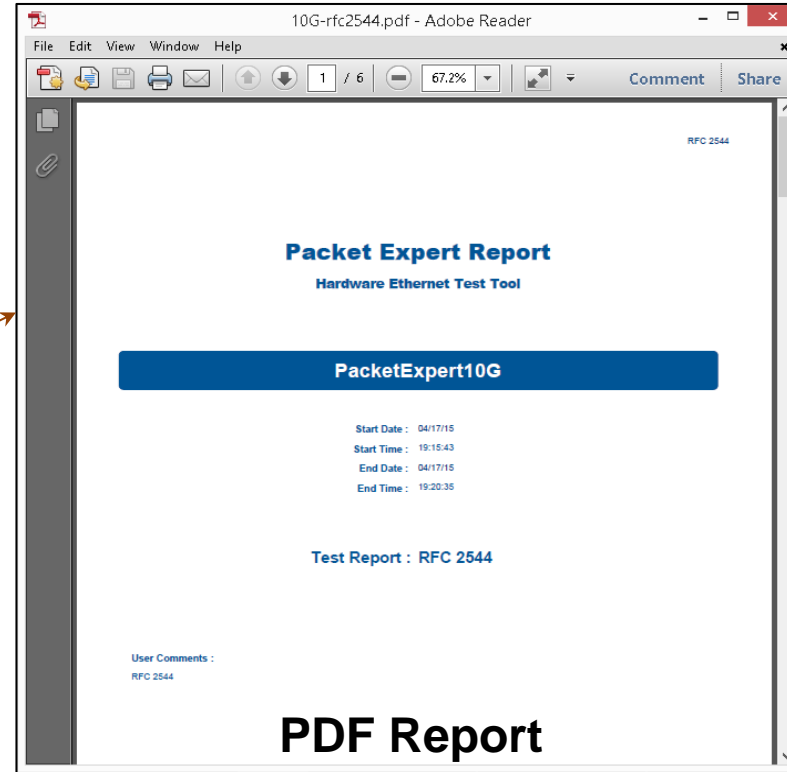 10G-rfc2544.pdf - Adobe Reader
File Edit View Window Help
1 / 6 67.2% Comment Share
RFC 2544
Packet Expert Report
Hardware Ethernet Test Tool
PacketExpert10G
Start Date : 04/17/15
Start Time : 19:15:43
End Date : 04/17/15
End Time : 19:20:35
Test Report : RFC 2544
User Comments :
RFC 2544
PDF Report